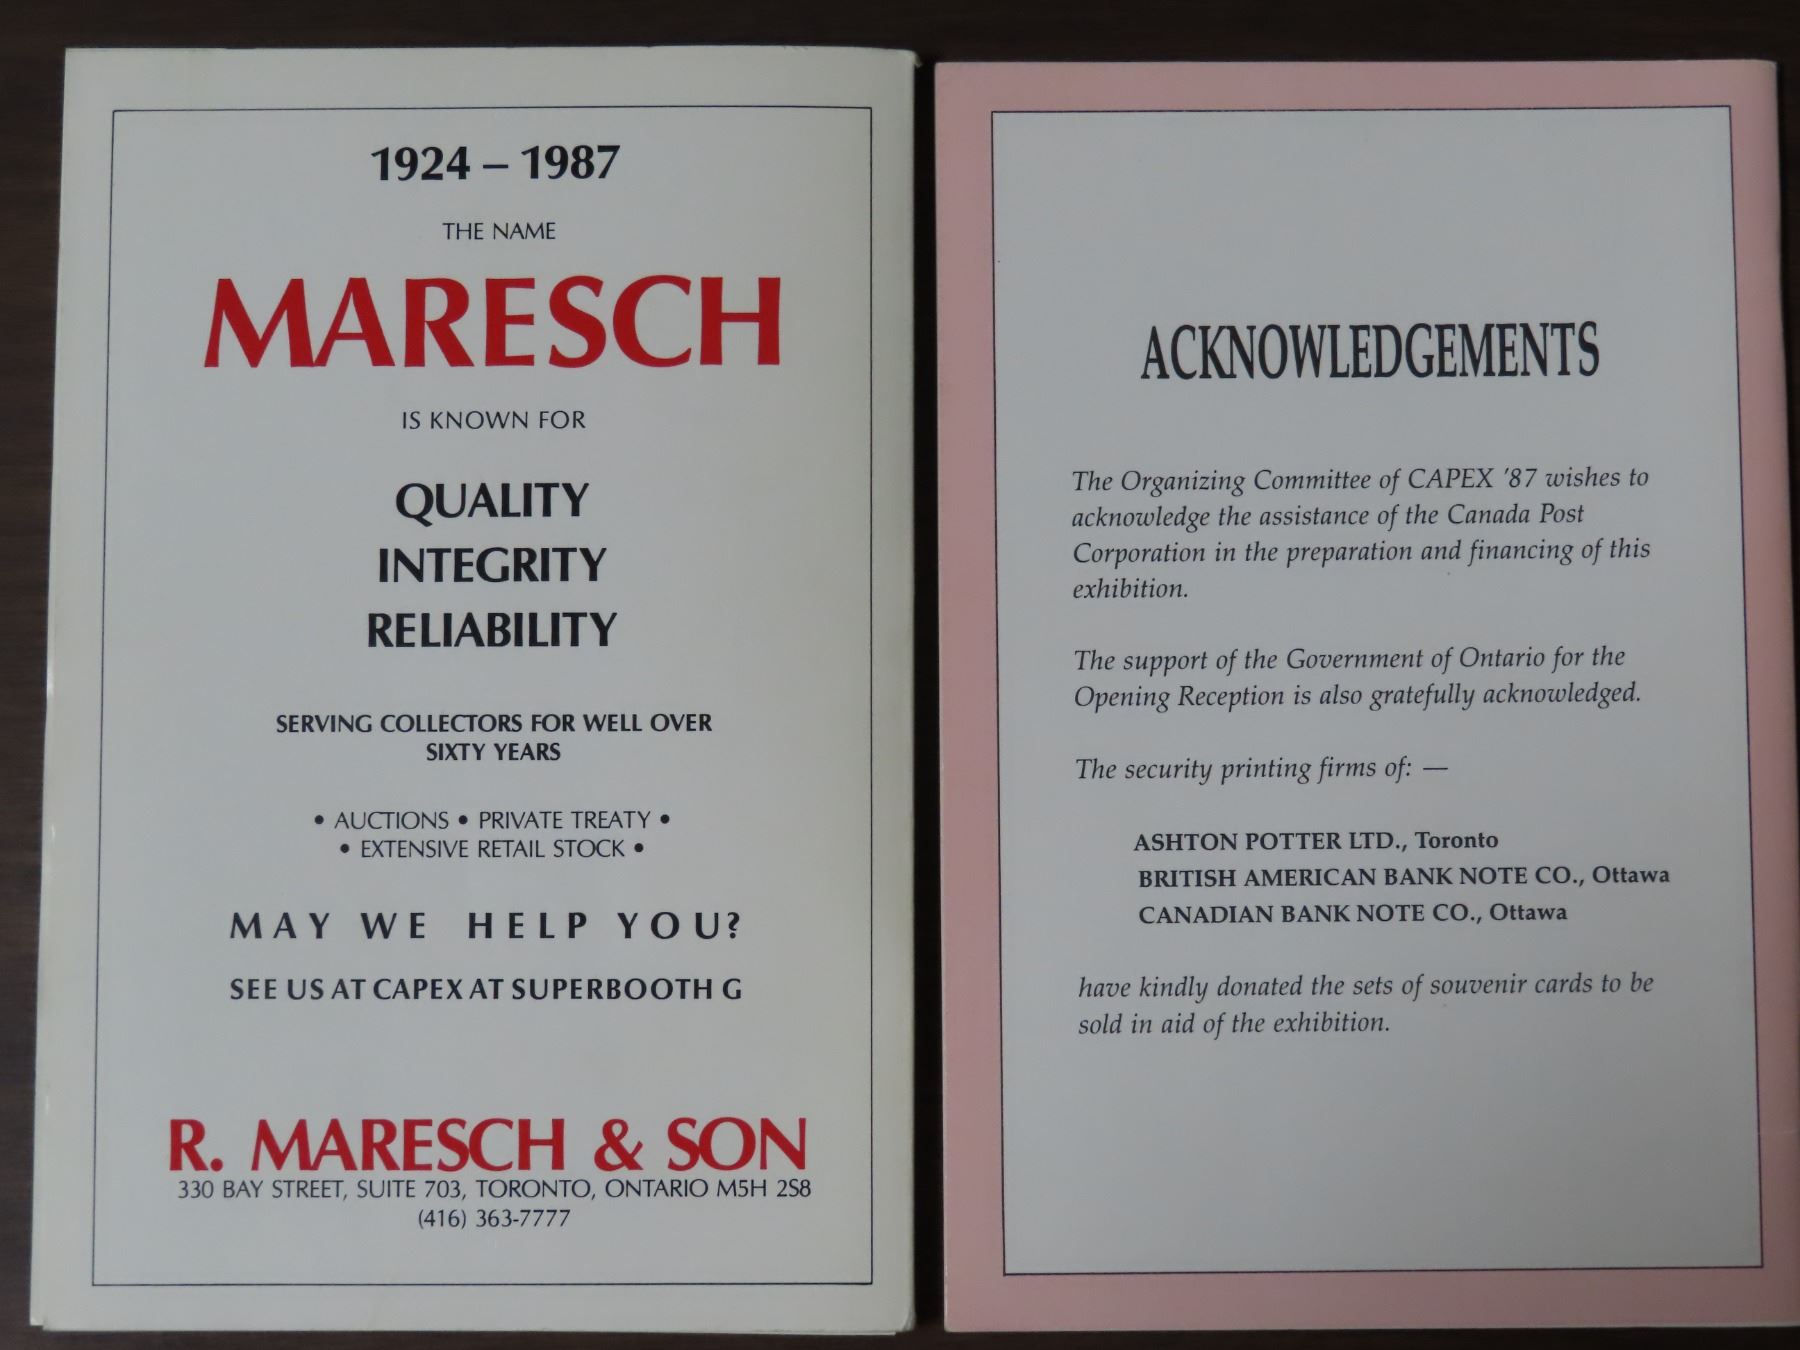 1924 – 1987
THE NAME
MARESCH
IS KNOWN FOR
QUALITY
INTEGRITY
RELIABILITY
SERVING COLLECTORS FOR WELL OVER
SIXTY YEARS
• AUCTIONS • PRIVATE TREATY •
• EXTENSIVE RETAIL STOCK •
MAY WE HELP YOU?
SEE US AT CAPEX AT SUPERBOOTH G
R. MARESCH & SON
330 BAY STREET, SUITE 703, TORONTO, ONTARIO M5H 2S8
(416) 363-7777
ACKNOWLEDGEMENTS
The Organizing Committee of CAPEX '87 wishes to
acknowledge the assistance of the Canada Post
Corporation in the preparation and financing of this
exhibition.
The support of the Government of Ontario for the
Opening Reception is also gratefully acknowledged.
The security printing firms of: —
ASHTON POTTER LTD., Toronto
BRITISH AMERICAN BANK NOTE CO., Ottawa
CANADIAN BANK NOTE CO., Ottawa
have kindly donated the sets of souvenir cards to be
sold in aid of the exhibition.